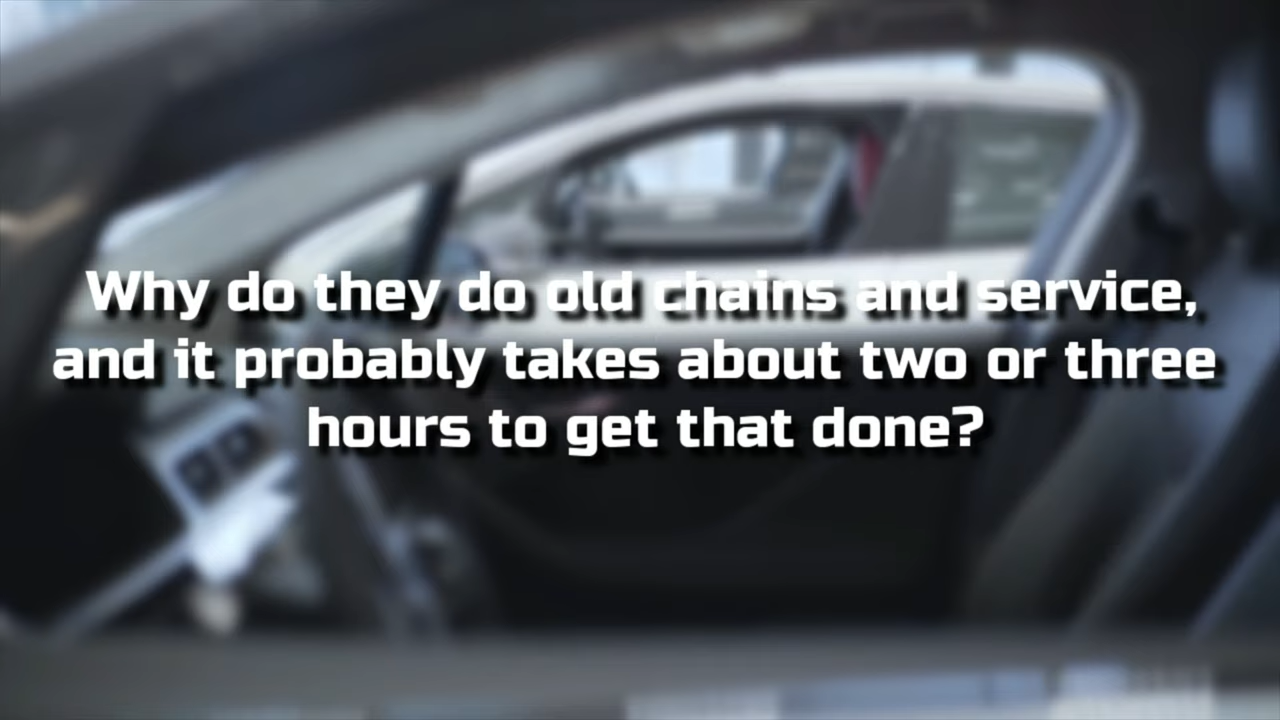 Why do they do old chains and service,
and it probably takes about two or three
hours to get that done?